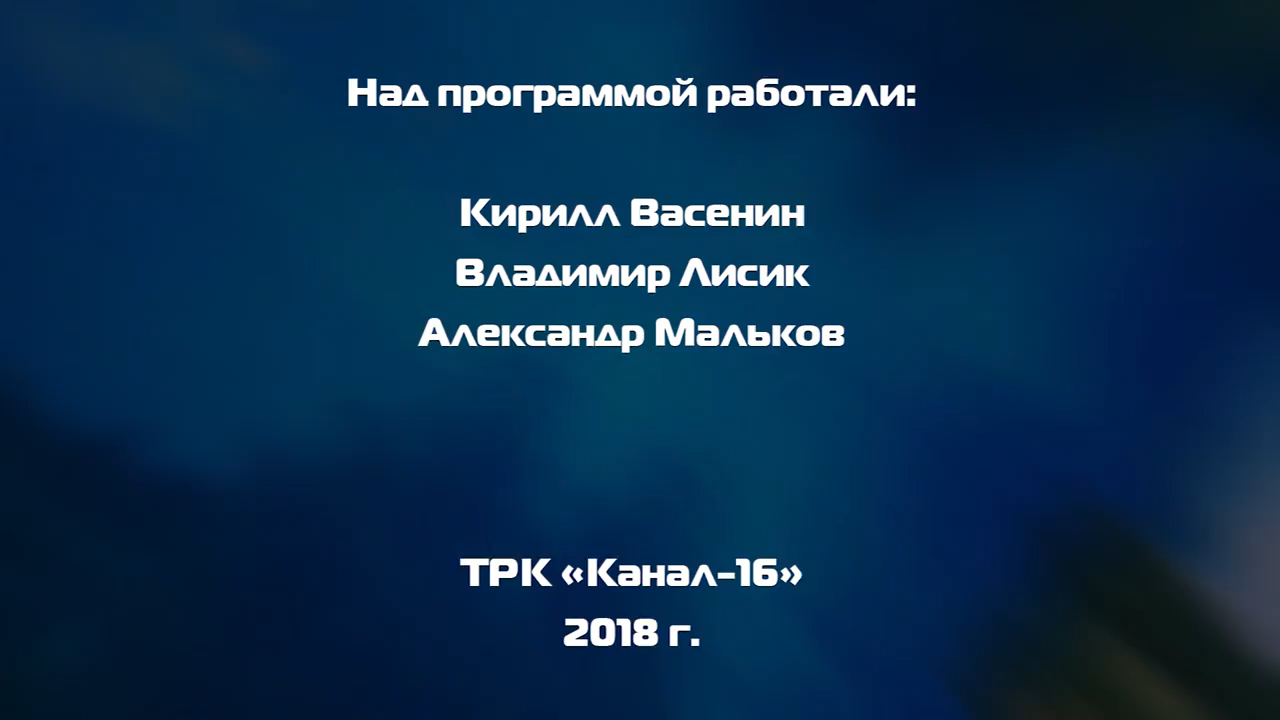 Над программой работали:
Кирилл Васенин
Владимир Лисик
Александр Мальков
ТРК «Канал-16»
2018 г.